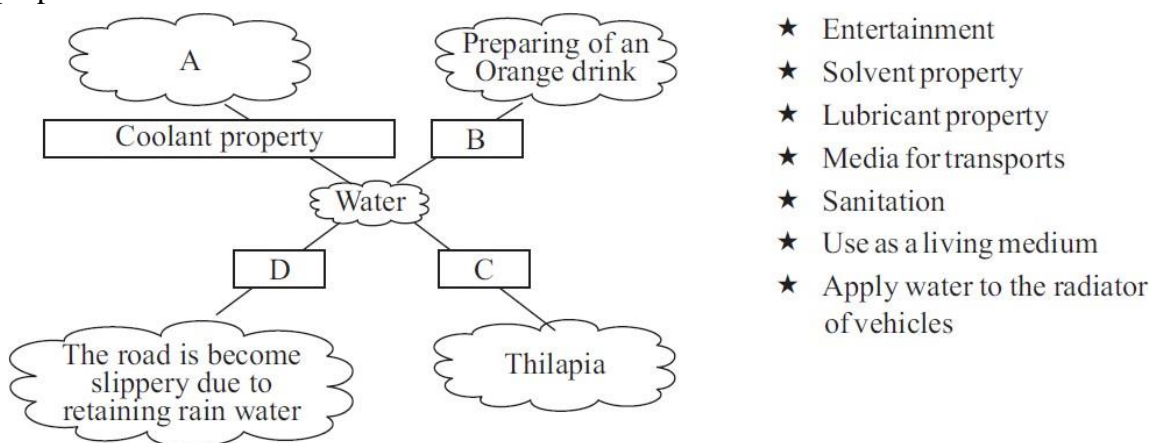 A
Preparing of an
Orange drink
Coolant property
B
Water
D
C
The road is become
slippery due to
retaining rain water
Thilapia
★ Entertainment
★ Solvent property
★ Lubricant property
★ Media for transports
★ Sanitation
★ Use as a living medium
★ Apply water to the radiator
of vehicles